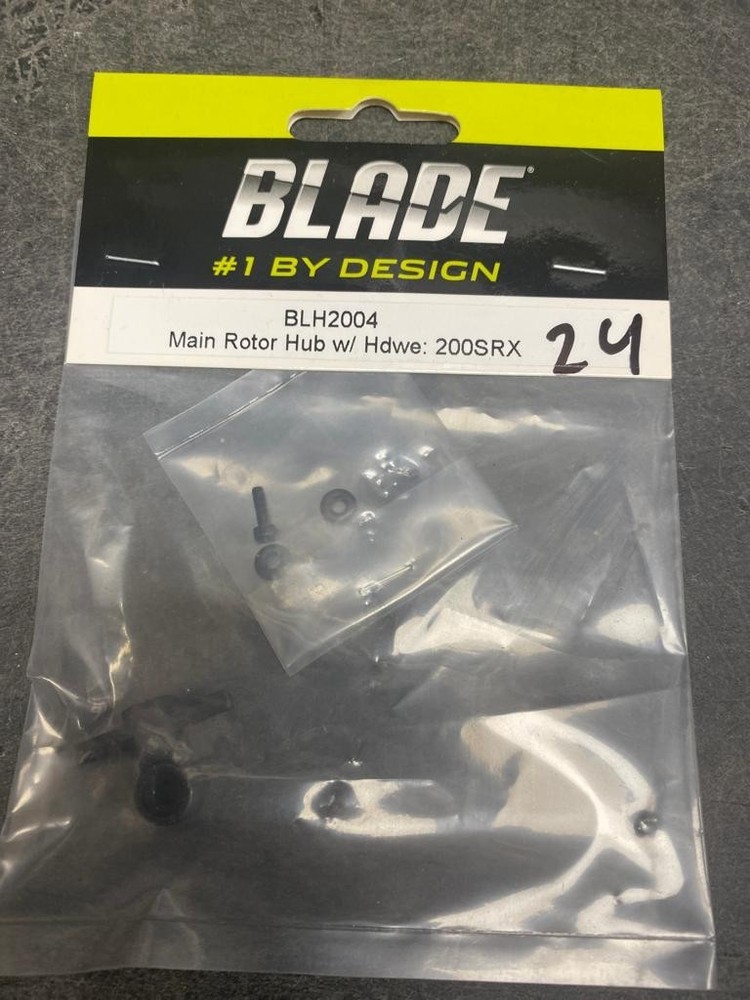 BLADE®
#1 BY DESIGN
BLH2004
Main Rotor Hub w/ Hdwe: 200SRX
24